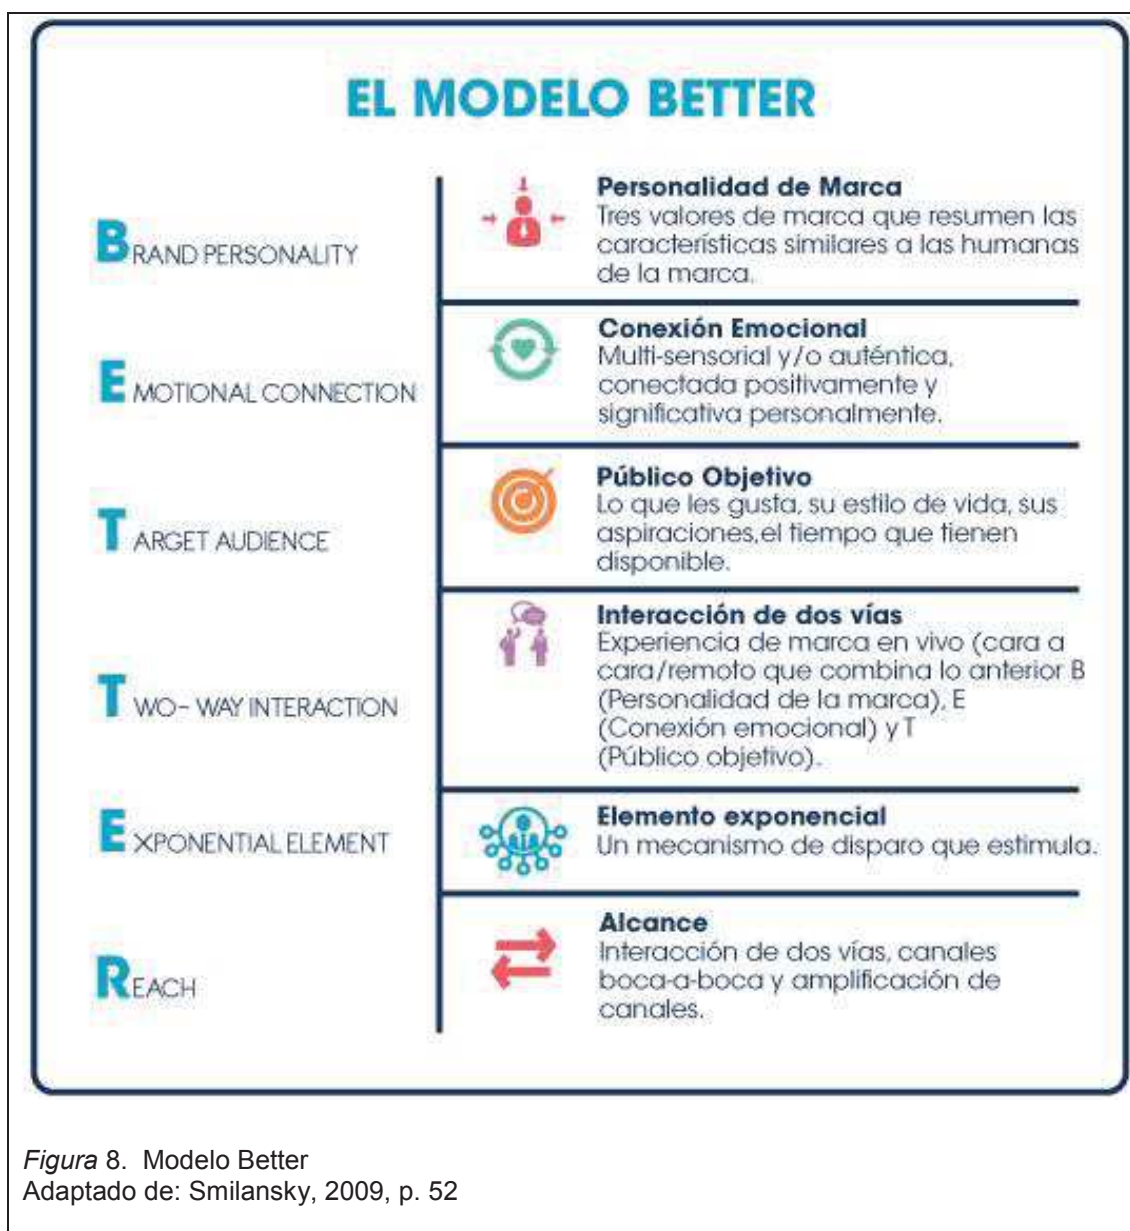 EL MODELO BETTER
BRAND PERSONALITY
Personalidad de Marca
Tres valores de marca que resumen las
características similares a las humanas
de la marca.
EMOTIONAL CONNECTION
Conexión Emocional
Multi-sensorial y/o auténtica,
conectada positivamente y
significativa personalmente.
TARGET AUDIENCE
Público Objetivo
Lo que les gusta, su estilo de vida, sus
aspiraciones,el tiempo que tienen
disponible.
TWO- WAY INTERACTION
Interacción de dos vías
Experiencia de marca en vivo (cara a
cara/remoto que combina lo anterior B
(Personalidad de la marca), E
(Conexión emocional) y T
(Público objetivo).
EXPONENTIAL ELEMENT
Elemento exponencial
Un mecanismo de disparo que estimula.
REACH
Alcance
Interacción de dos vías, canales
boca-a-boca y amplificación de
canales.
Figura 8. Modelo Better
Adaptado de: Smilansky, 2009, p. 52